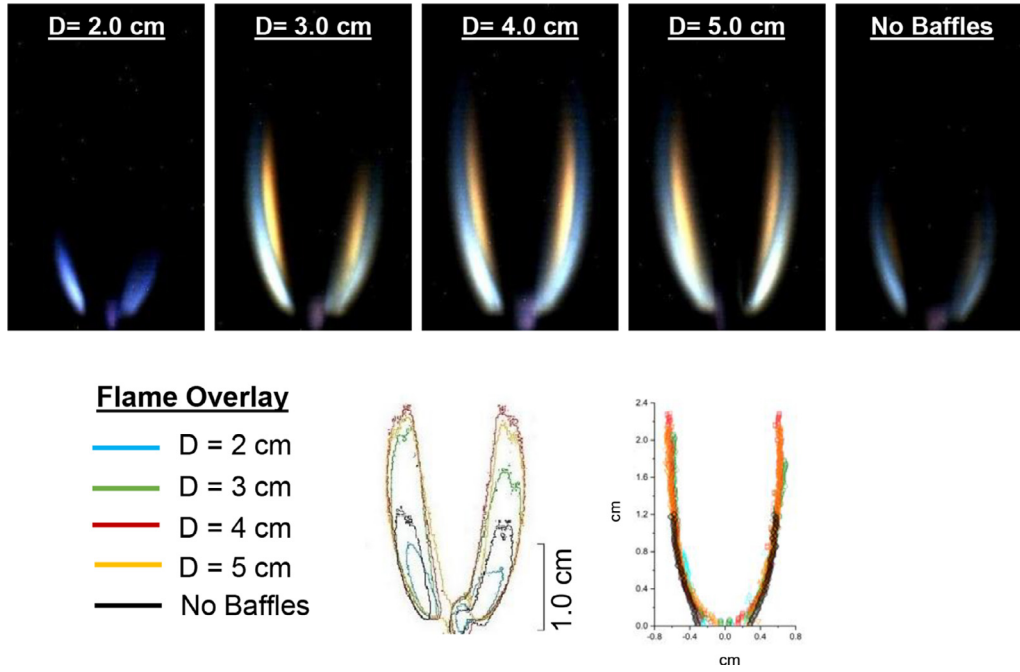 D= 2.0 cm
D= 3.0 cm
D= 4.0 cm
D= 5.0 cm
No Baffles
Flame Overlay
D = 2 cm
D = 3 cm
D = 4 cm
D = 5 cm
No Baffles
1.0 cm
cm
2.4
2.0
1.6
1.2
0.8
0.4
0.0
-0.8 -0.4 0.0 0.4 0.8
cm